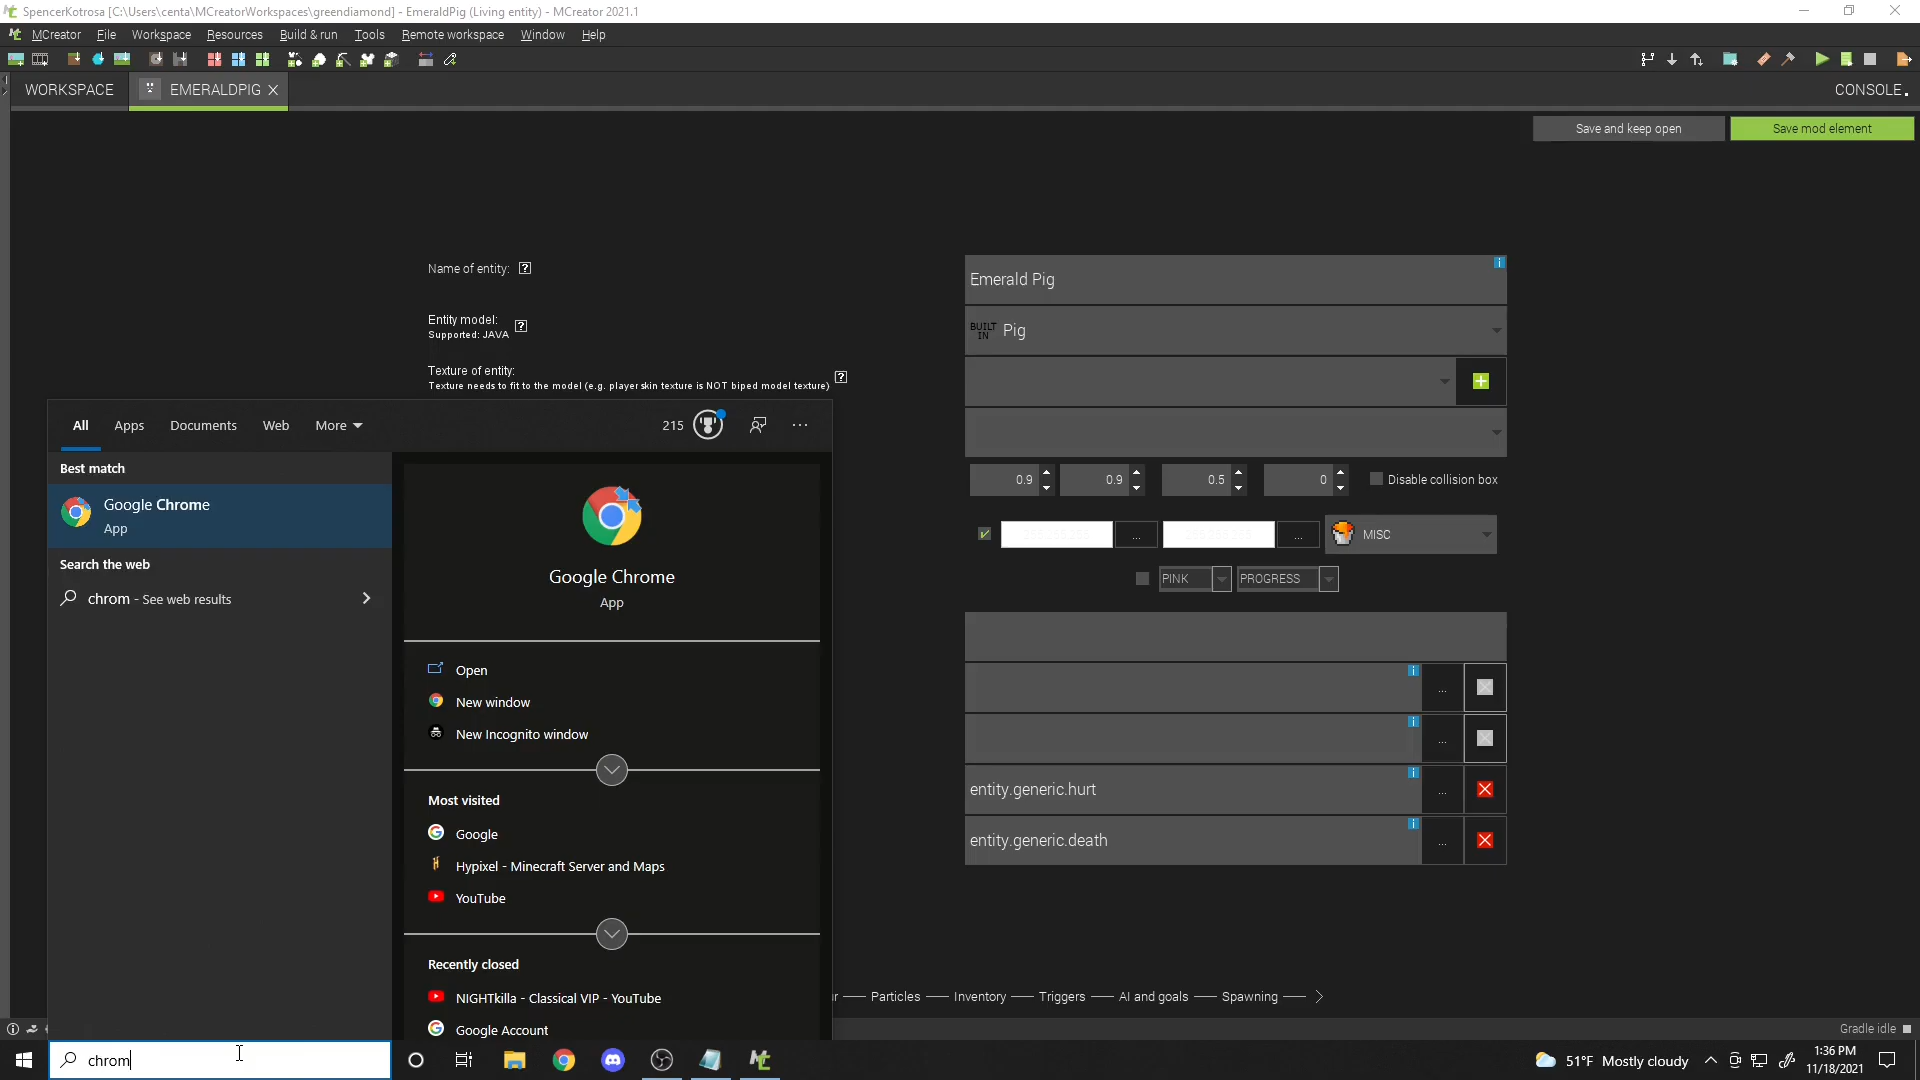 SpencerKotrosa [C:\Users\centa\MCreatorWorkspaces\greendiamond] - EmeraldPig (Living entity) - MCreator 2021.1
MCreator File Workspace Resources Build & run Tools Remote workspace Window Help
WORKSPACE EMERALDPIG CONSOLE
Save and keep open Save mod element
Name of entity: ?
Emerald Pig
Entity model: ?
Supported: JAVA
BUILT IN Pig
Texture of entity: ?
Texture needs to fit to the model (e.g. player skin texture is NOT biped model texture)
0.9 0.9 0.5 0 Disable collision box
... ... MISC
PINK PROGRESS
...
...
entity.generic.hurt ...
entity.generic.death ...
Particles Inventory Triggers AI and goals Spawning
Gradle idle
All Apps Documents Web More 215 ...
Best match
Google Chrome
App
Search the web
chrom - See web results
Google Chrome
App
Open
New window
New Incognito window
Most visited
Google
Hypixel - Minecraft Server and Maps
YouTube
Recently closed
NIGHTkilla - Classical VIP - YouTube
Google Account
chrom
51°F Mostly cloudy
1:36 PM
11/18/2021